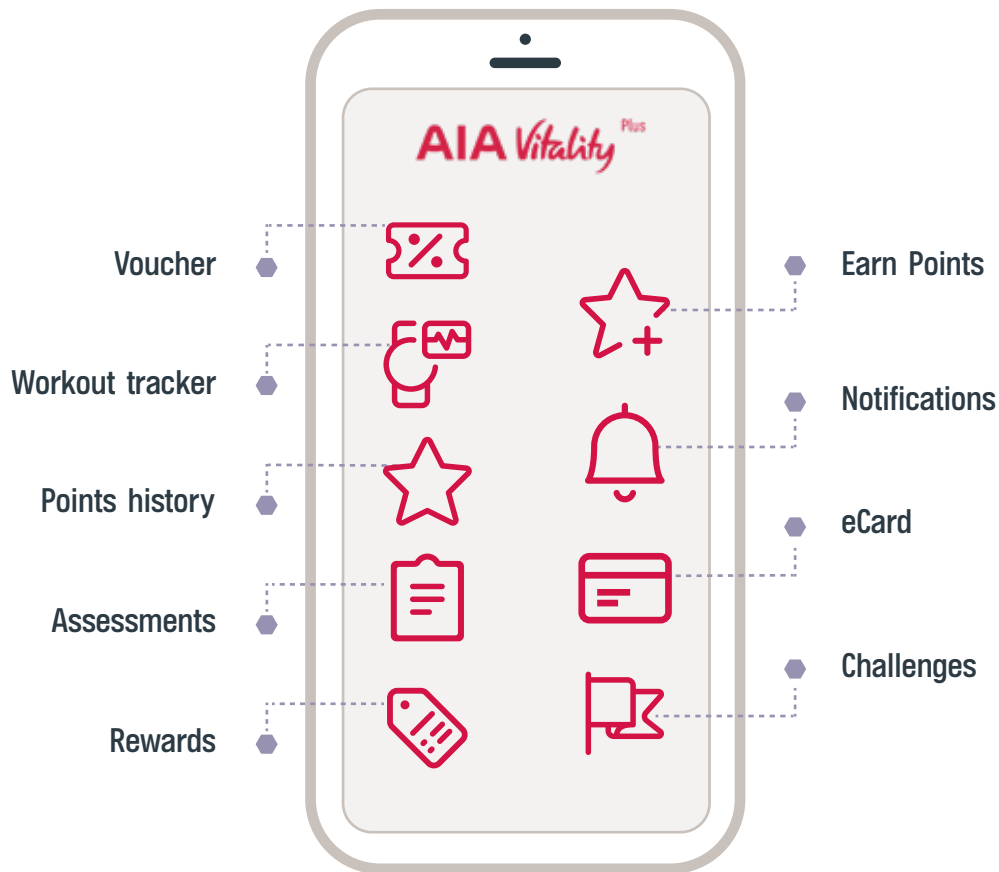 AIA Vitality Plus
Voucher
Workout tracker
Points history
Assessments
Rewards
Earn Points
Notifications
eCard
Challenges